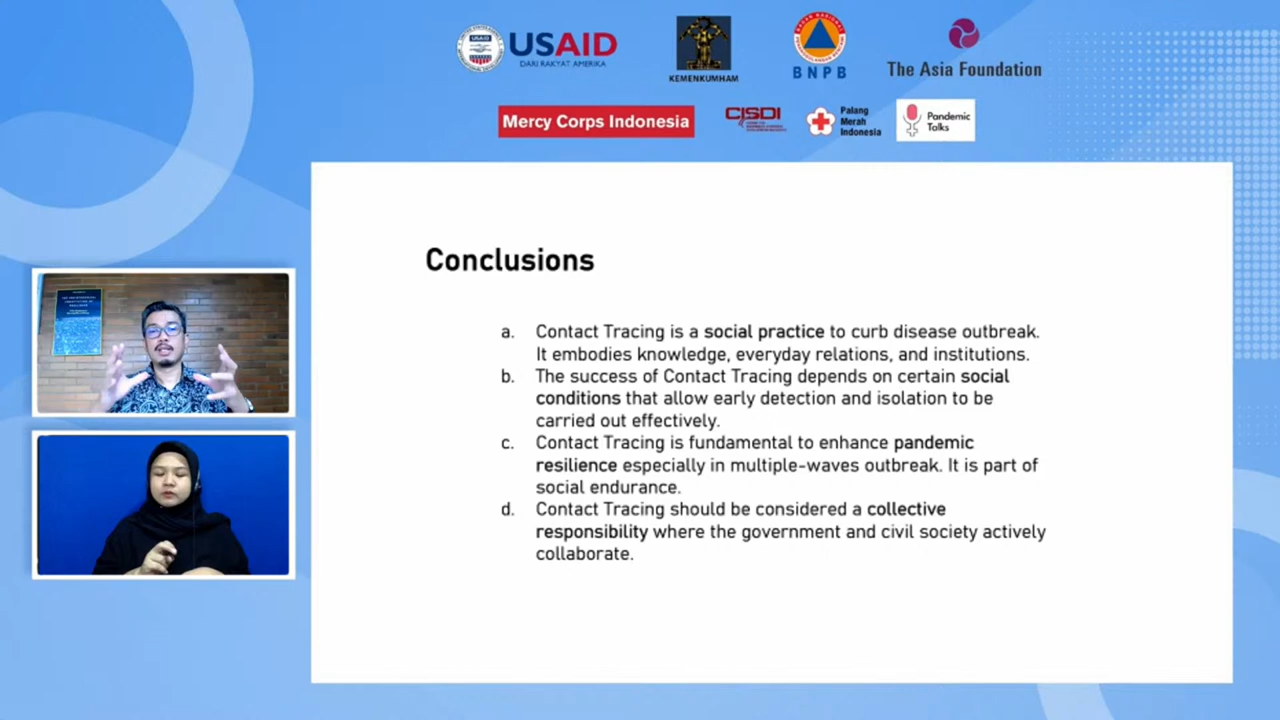 USAID
USAID
DARI RAKYAT AMERIKA
KEMENKUMHAM
BNPB
The Asia Foundation
Mercy Corps Indonesia
CISDI
Palang
Merah
Indonesia
Pandemic
Talks
Conclusions
a. Contact Tracing is a social practice to curb disease outbreak.
It embodies knowledge, everyday relations, and institutions.
b. The success of Contact Tracing depends on certain social
conditions that allow early detection and isolation to be
carried out effectively.
c. Contact Tracing is fundamental to enhance pandemic
resilience especially in multiple-waves outbreak. It is part of
social endurance.
d. Contact Tracing should be considered a collective
responsibility where the government and civil society actively
collaborate.